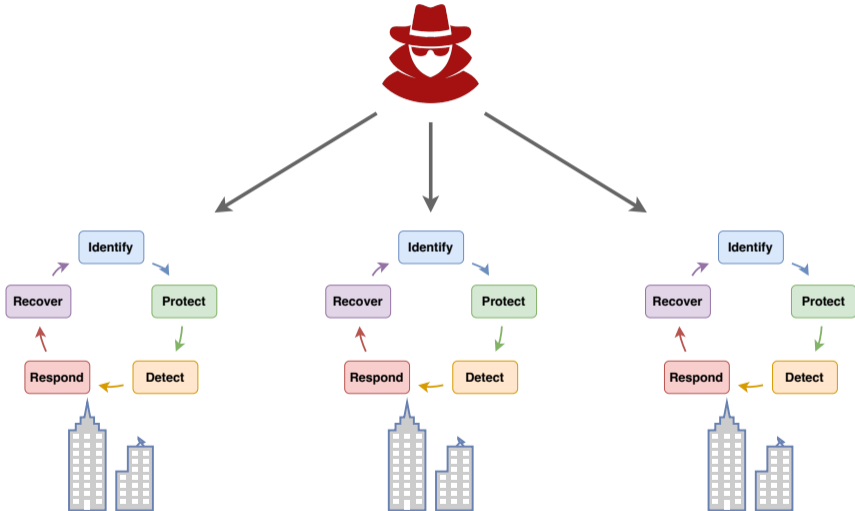 Identify
Identify
Identify
Recover
Protect
Recover
Protect
Recover
Protect
Respond
Detect
Respond
Detect
Respond
Detect